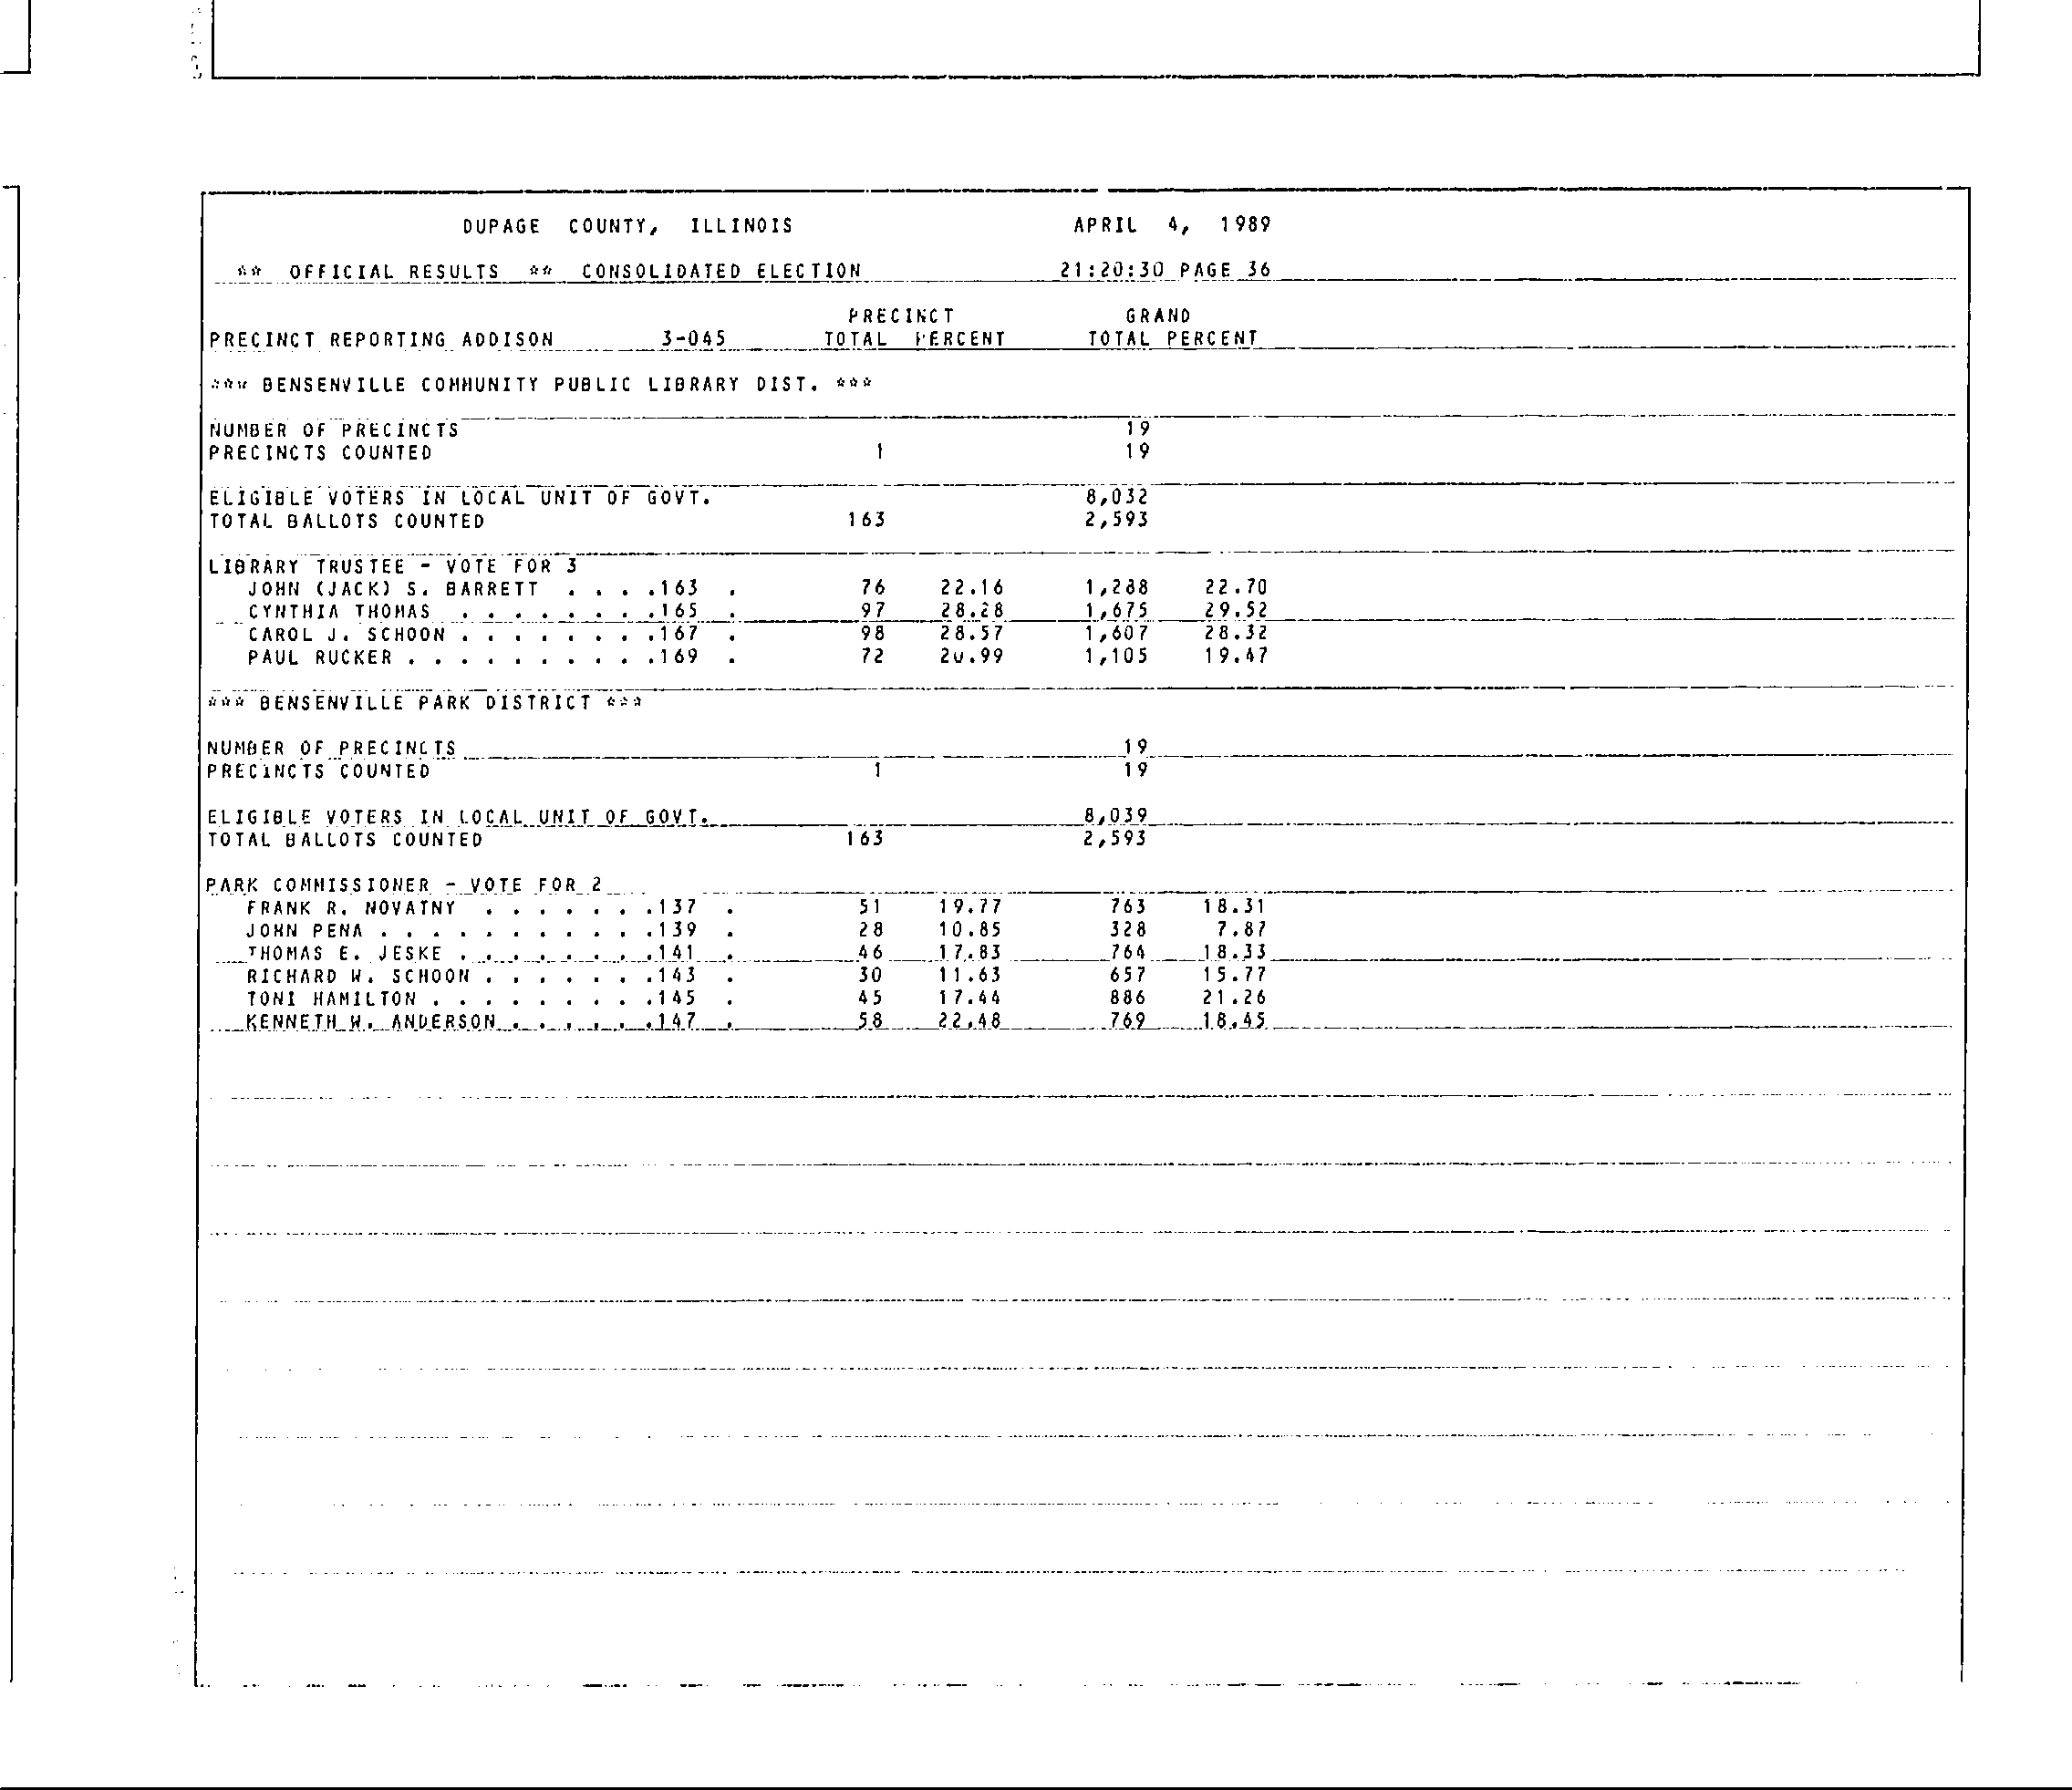 DUPAGE COUNTY, ILLINOIS APRIL 4, 1989
** OFFICIAL RESULTS ** CONSOLIDATED ELECTION 21:20:30 PAGE 36
PRECINCT GRAND
PRECINCT REPORTING ADDISON 3-045 TOTAL PERCENT TOTAL PERCENT
*** BENSENVILLE COMMUNITY PUBLIC LIBRARY DIST. ***
NUMBER OF PRECINCTS 19
PRECINCTS COUNTED 1 19
ELIGIBLE VOTERS IN LOCAL UNIT OF GOVT. 8,032
TOTAL BALLOTS COUNTED 163 2,593
LIBRARY TRUSTEE - VOTE FOR 3
JOHN (JACK) S. BARRETT . . . .163 . 76 22.16 1,288 22.70
CYNTHIA THOMAS . . . . . . . .165 . 97 28.28 1,675 29.52
CAROL J. SCHOON . . . . . . . .167 . 98 28.57 1,607 28.32
PAUL RUCKER . . . . . . . . . .169 . 72 20.99 1,105 19.47
*** BENSENVILLE PARK DISTRICT ***
NUMBER OF PRECINCTS 19
PRECINCTS COUNTED 1 19
ELIGIBLE VOTERS IN LOCAL UNIT OF GOVT. 8,039
TOTAL BALLOTS COUNTED 163 2,593
PARK COMMISSIONER - VOTE FOR 2
FRANK R. NOVATNY . . . . . . .137 . 51 19.77 763 18.31
JOHN PENA . . . . . . . . . . .139 . 28 10.85 328 7.87
THOMAS E. JESKE . . . . . . . .141 . 46 17.83 764 18.33
RICHARD W. SCHOON . . . . . . .143 . 30 11.63 657 15.77
TONI HAMILTON . . . . . . . . .145 . 45 17.44 886 21.26
KENNETH W. ANDERSON . . . . . .147 . 58 22.48 769 18.45